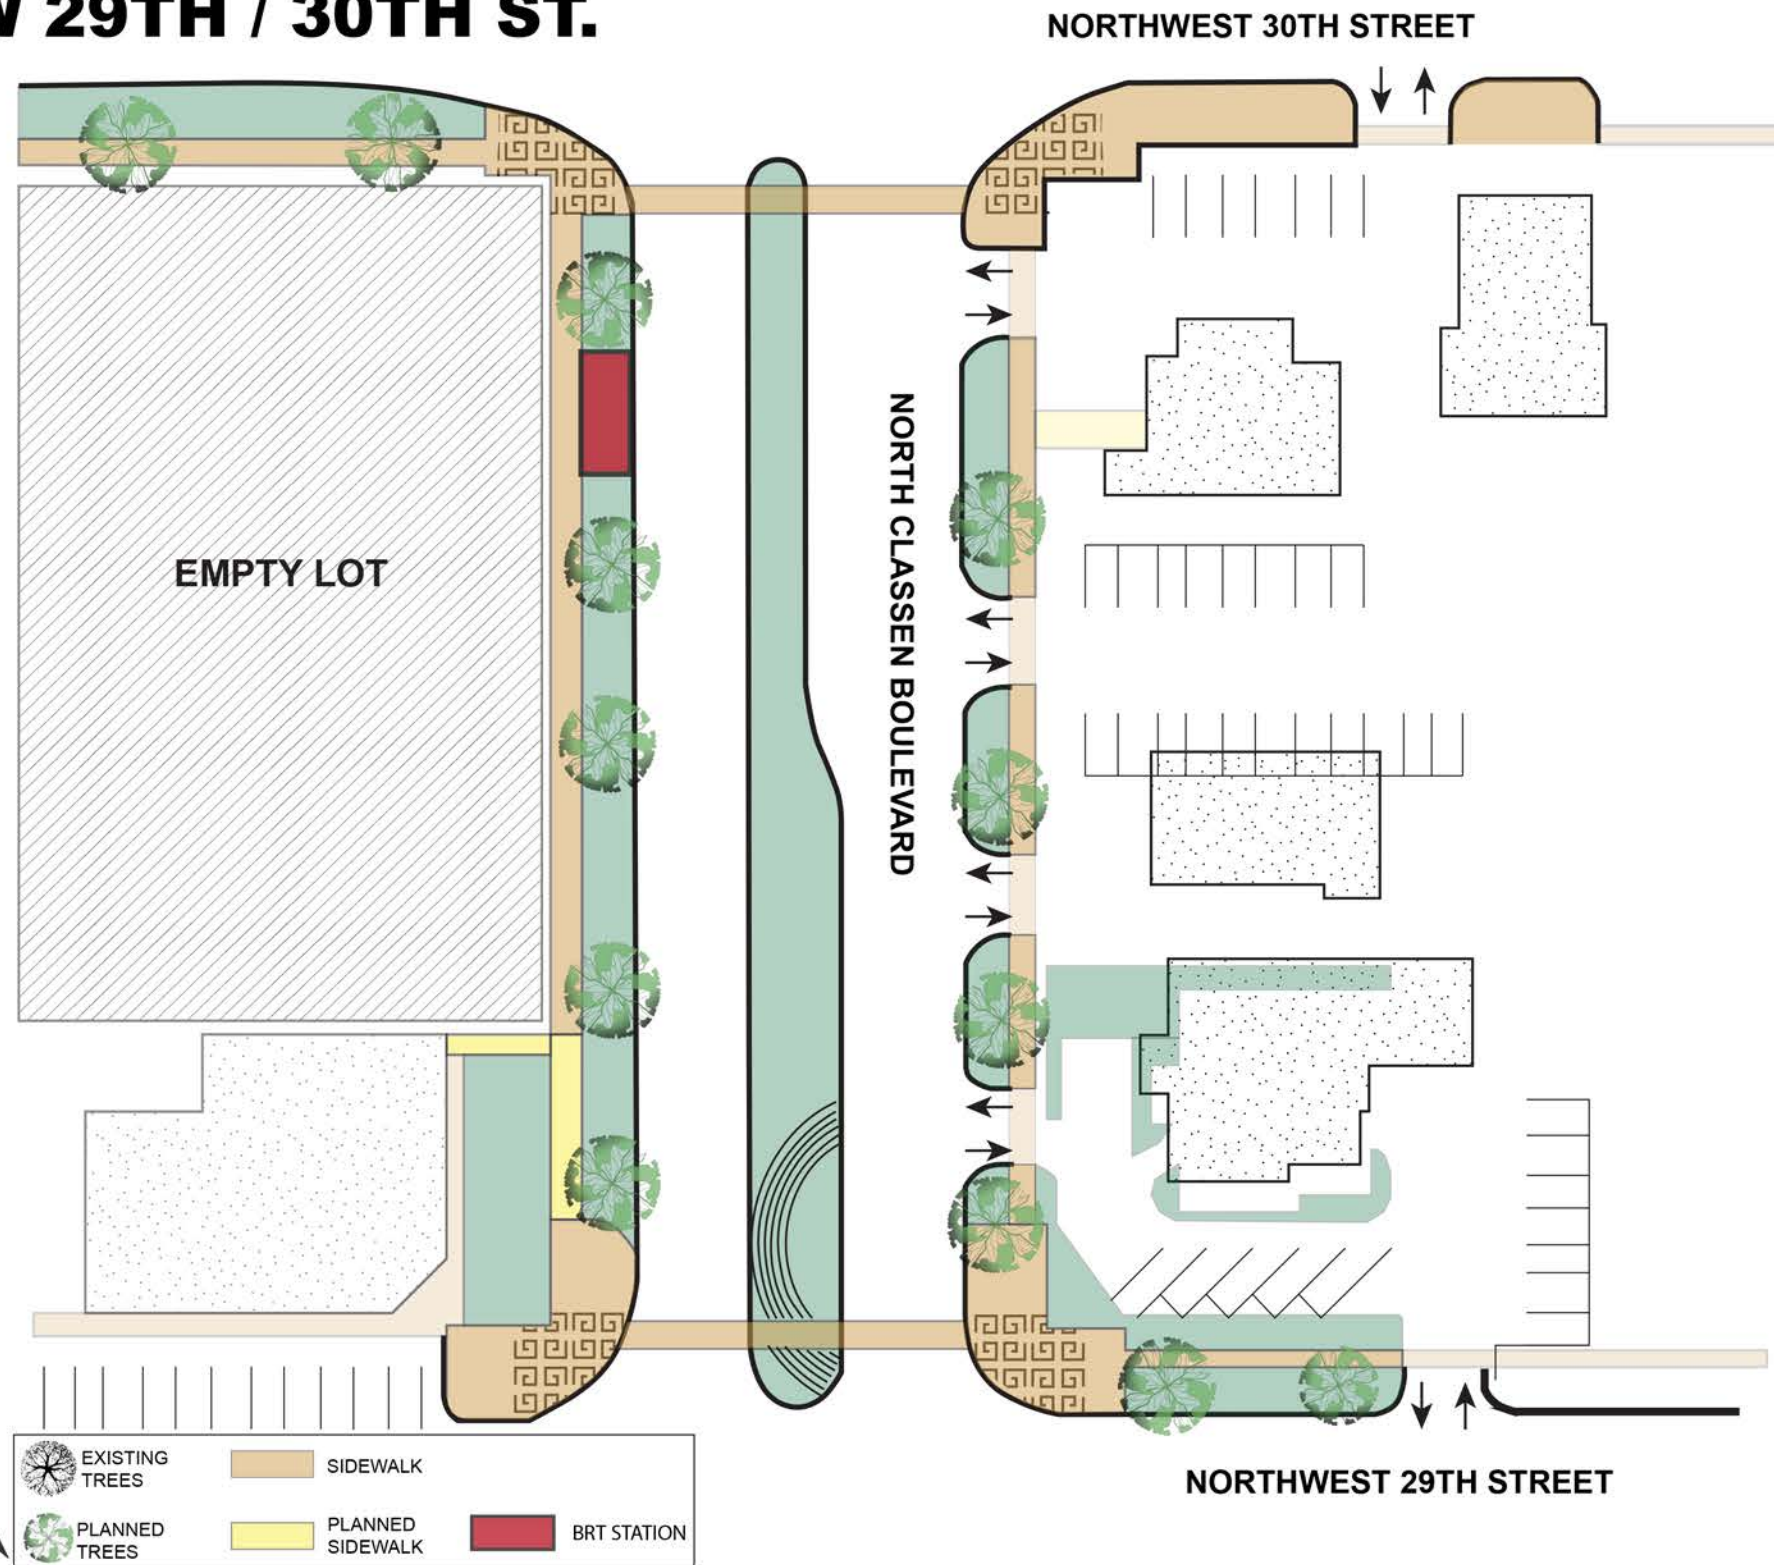 29TH / 30TH ST.
NORTHWEST 30TH STREET
EMPTY LOT
NORTH CLASSEN BOULEVARD
EXISTING
TREES
SIDEWALK
PLANNED
TREES
PLANNED
SIDEWALK
BRT STATION
NORTHWEST 29TH STREET